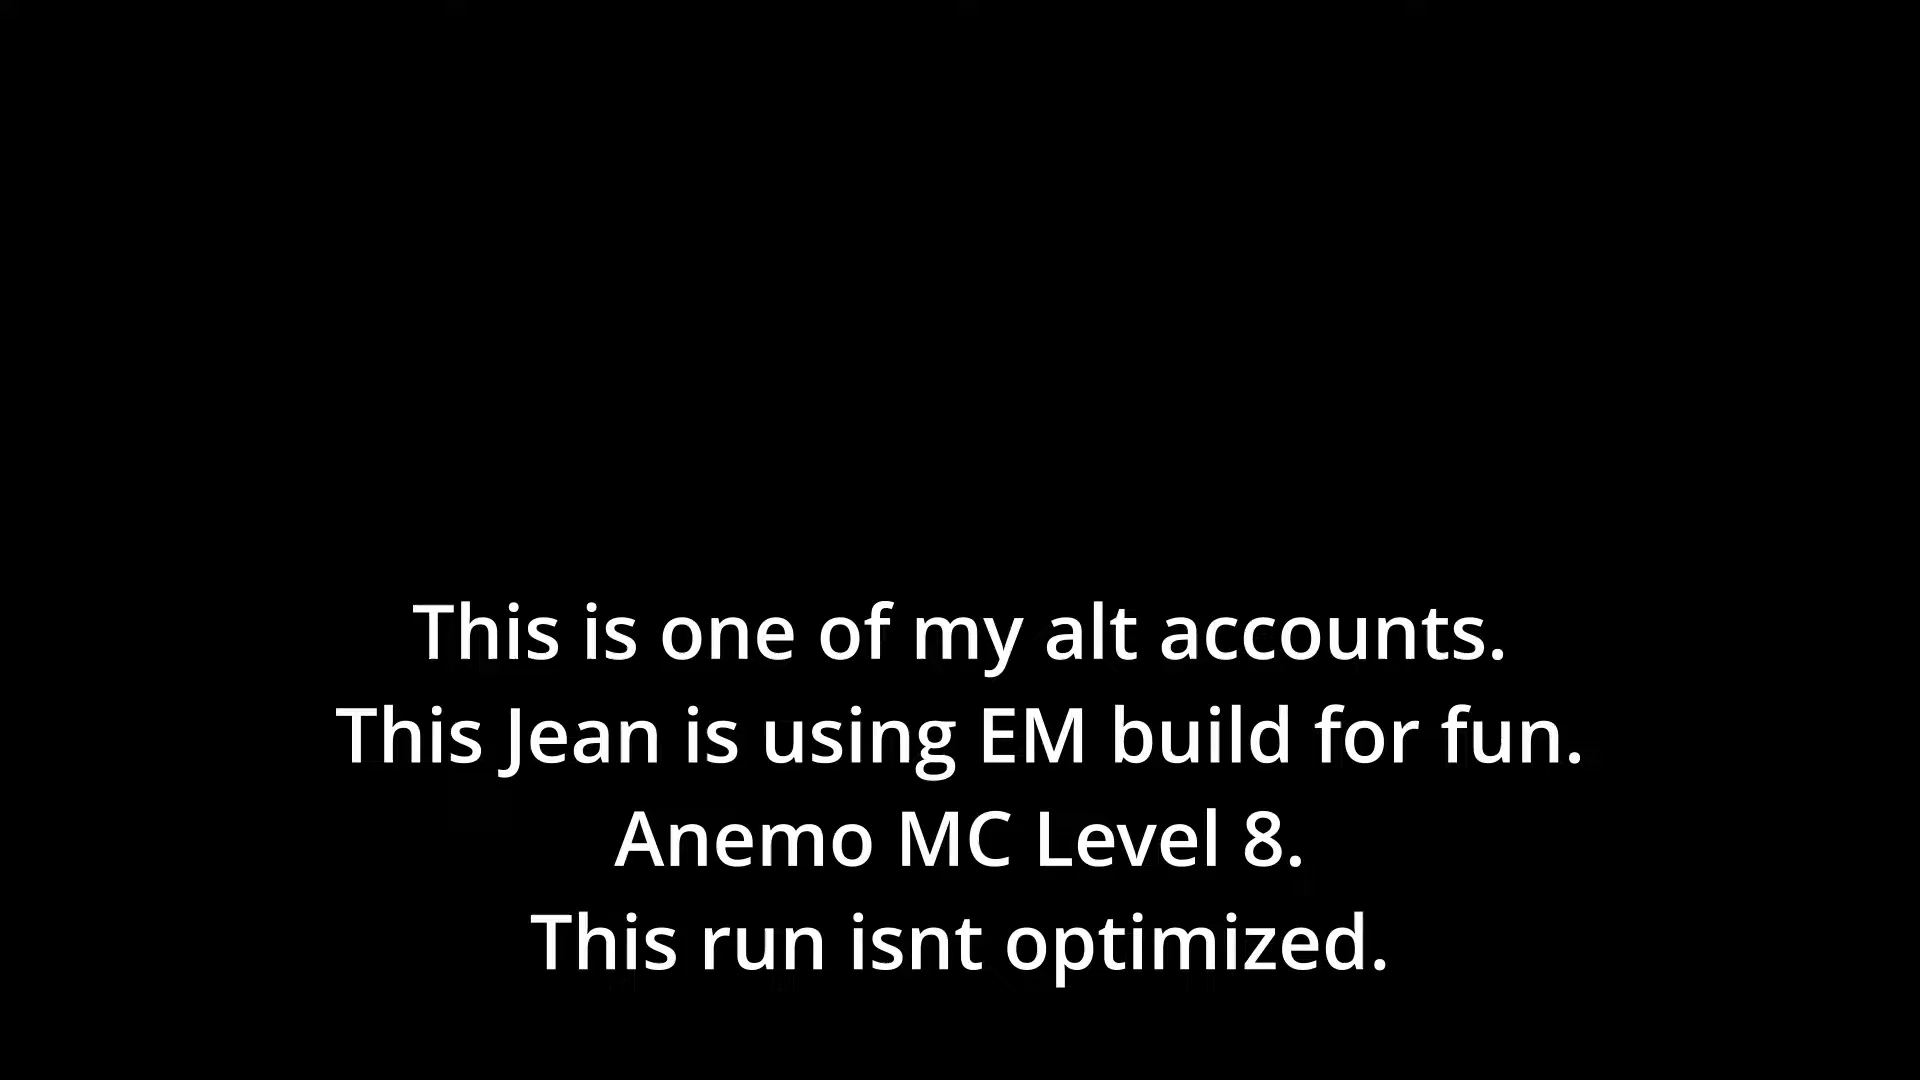 This is one of my alt accounts.
This Jean is using EM build for fun.
Anemo MC Level 8.
This run isnt optimized.